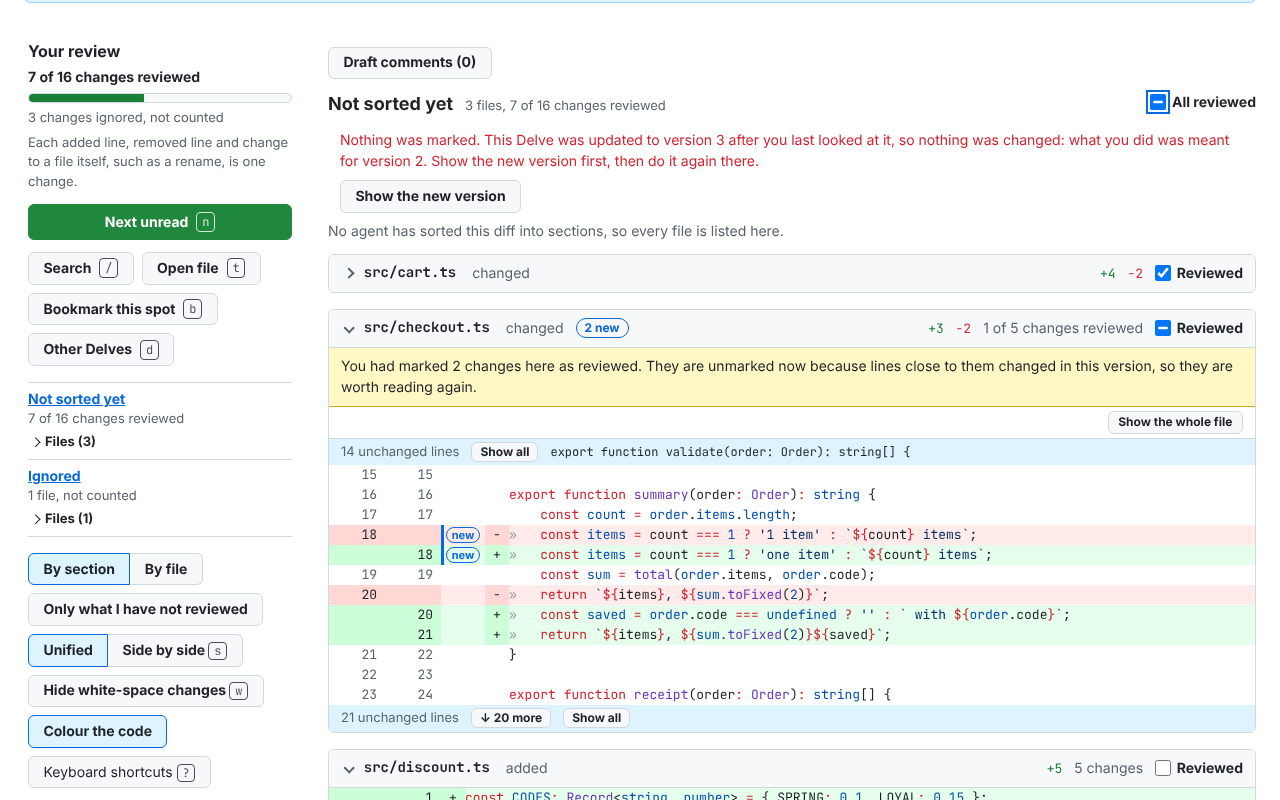 Your review
7 of 16 changes reviewed
3 changes ignored, not counted
Each added line, removed line and change
to a file itself, such as a rename, is one
change.
Next unread n
Search /
Open file t
Bookmark this spot b
Other Delves d
Not sorted yet
7 of 16 changes reviewed
Files (3)
Ignored
1 file, not counted
Files (1)
By section By file
Only what I have not reviewed
Unified Side by side s
Hide white-space changes w
Colour the code
Keyboard shortcuts ?
Draft comments (0)
Not sorted yet 3 files, 7 of 16 changes reviewed All reviewed
Nothing was marked. This Delve was updated to version 3 after you last looked at it, so nothing was changed: what you did was meant
for version 2. Show the new version first, then do it again there.
Show the new version
No agent has sorted this diff into sections, so every file is listed here.
src/cart.ts changed +4 -2 Reviewed
src/checkout.ts changed 2 new +3 -2 1 of 5 changes reviewed Reviewed
You had marked 2 changes here as reviewed. They are unmarked now because lines close to them changed in this version, so they are
worth reading again.
Show the whole file
14 unchanged lines Show all export function validate(order: Order): string[] {
15 15
16 16 export function summary(order: Order): string {
17 17 const count = order.items.length;
18 new - » const items = count === 1 ? '1 item' : `${count} items`;
18 new + » const items = count === 1 ? 'one item' : `${count} items`;
19 19 const sum = total(order.items, order.code);
20 - » return `${items}, ${sum.toFixed(2)}`;
20 + » const saved = order.code === undefined ? '' : ` with ${order.code}`;
21 + » return `${items}, ${sum.toFixed(2)}${saved}`;
21 22 }
22 23
23 24 export function receipt(order: Order): string[] {
21 unchanged lines ↓ 20 more Show all
src/discount.ts added +5 5 changes Reviewed
1 + const CODES: Record<string, number> = { SPRING: 0.1, LOYAL: 0.15 };